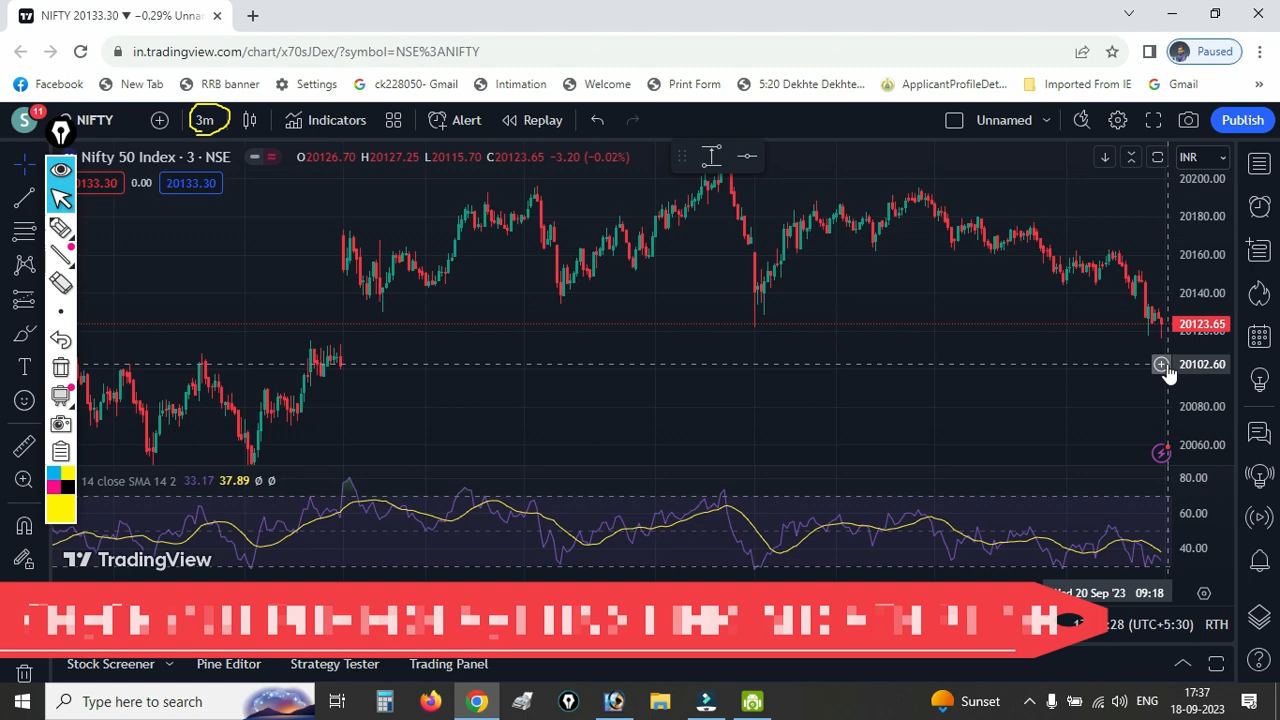 NIFTY 20133.30 ▼ −0.29% Unna
in.tradingview.com/chart/x70sJDex/?symbol=NSE%3ANIFTY
Paused
Facebook New Tab RRB banner Settings ck228050- Gmail Intimation Welcome Print Form 5:20 Dekhte Dekhte... ApplicantProfileDet... Imported From IE Gmail
S 11 NIFTY 3m Indicators Alert Replay Unnamed Publish
Nifty 50 Index · 3 · NSE O20126.70 H20127.25 L20115.70 C20123.65 −3.20 (−0.02%) INR
133.30 0.00 20133.30
20200.00
20180.00
20160.00
20140.00
20123.65
20120.00
20102.60
20080.00
20060.00
14 close SMA 14 2 33.17 37.89 Ø Ø
80.00
60.00
40.00
TradingView
Wed 20 Sep '23 09:18
:28 (UTC+5:30) RTH
Stock Screener Pine Editor Strategy Tester Trading Panel
Type here to search
Sunset ENG 17:37
18-09-2023